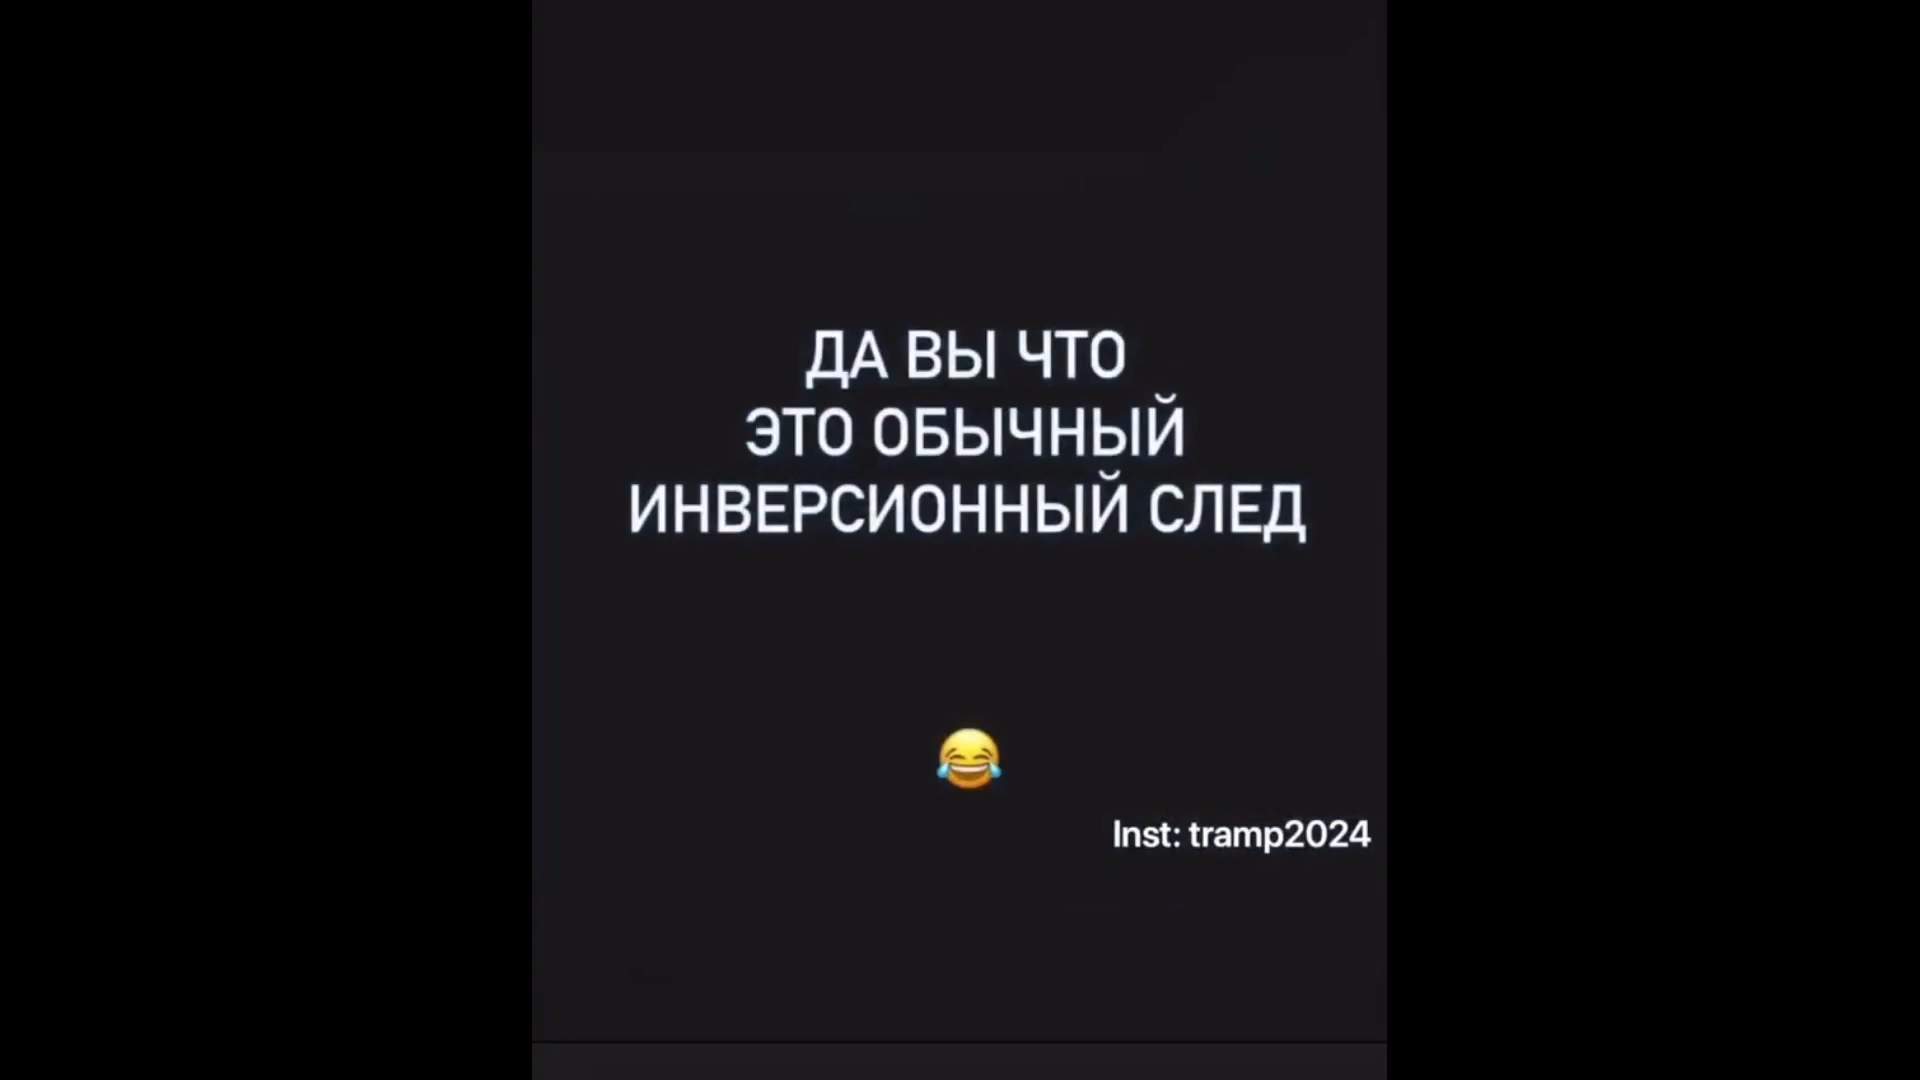 ДА ВЫ ЧТО
ЭТО ОБЫЧНЫЙ
ИНВЕРСИОННЫЙ СЛЕД
😂
Inst: tramp2024